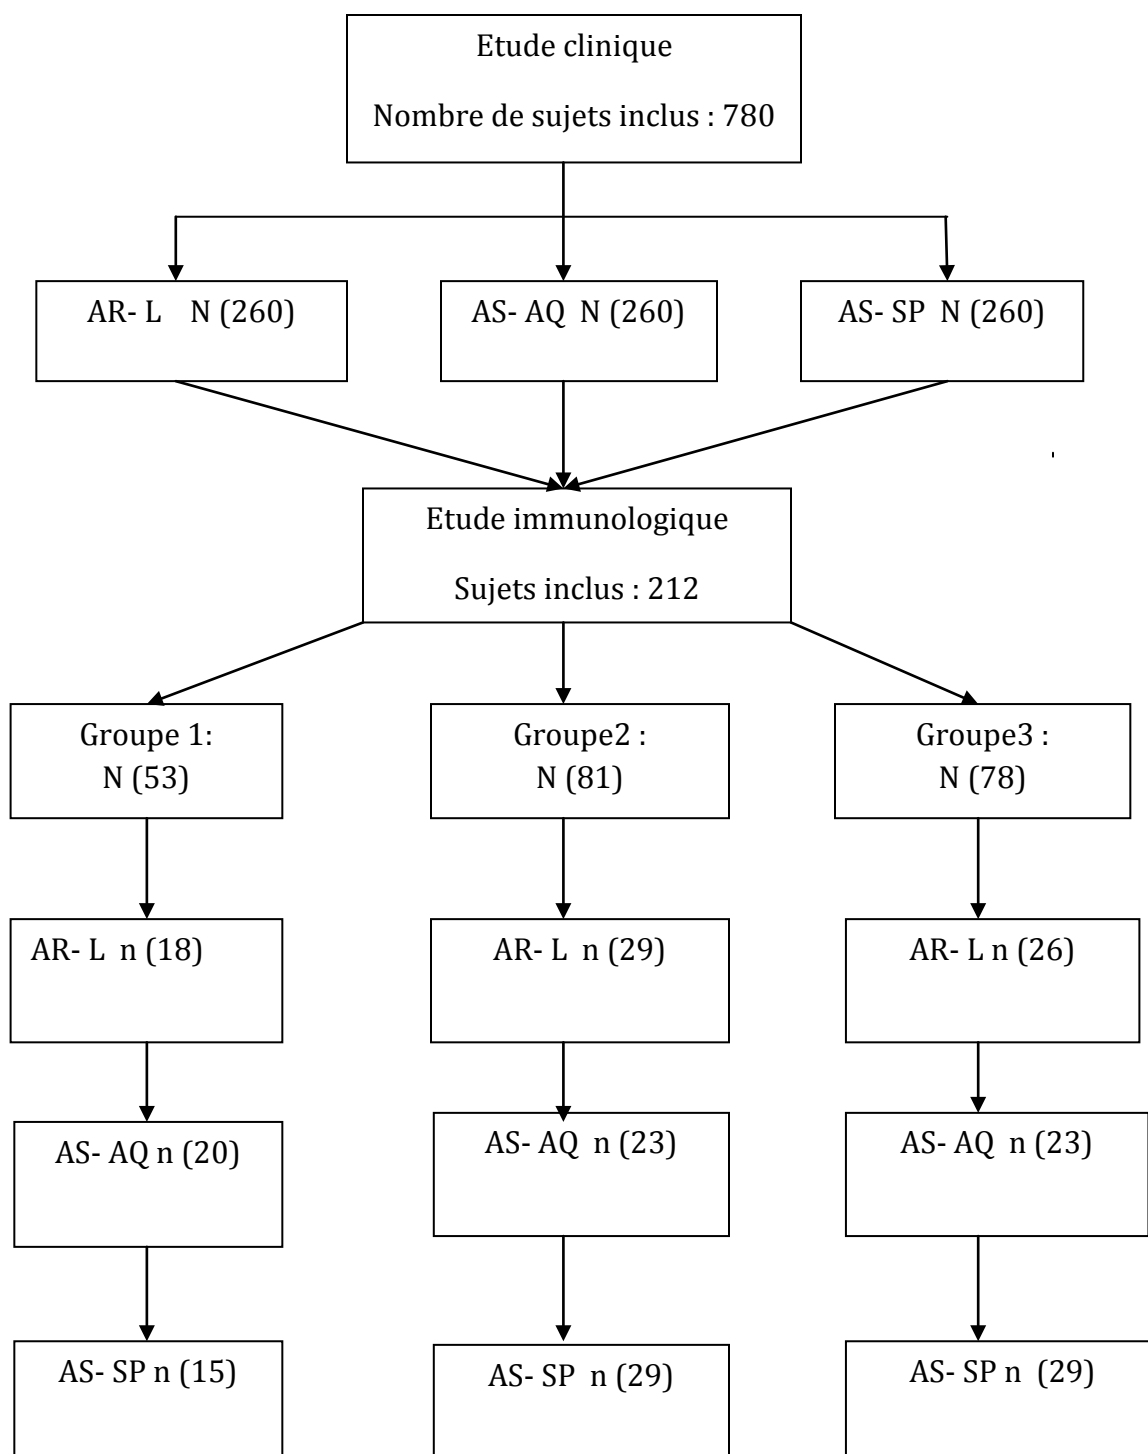 Etude clinique
Nombre de sujets inclus : 780
AR- L N (260)
AS- AQ N (260)
AS- SP N (260)
Etude immunologique
Sujets inclus : 212
Groupe 1:
N (53)
Groupe2 :
N (81)
Groupe3 :
N (78)
AR- L n (18)
AR- L n (29)
AR- L n (26)
AS- AQ n (20)
AS- AQ n (23)
AS- AQ n (23)
AS- SP n (15)
AS- SP n (29)
AS- SP n (29)